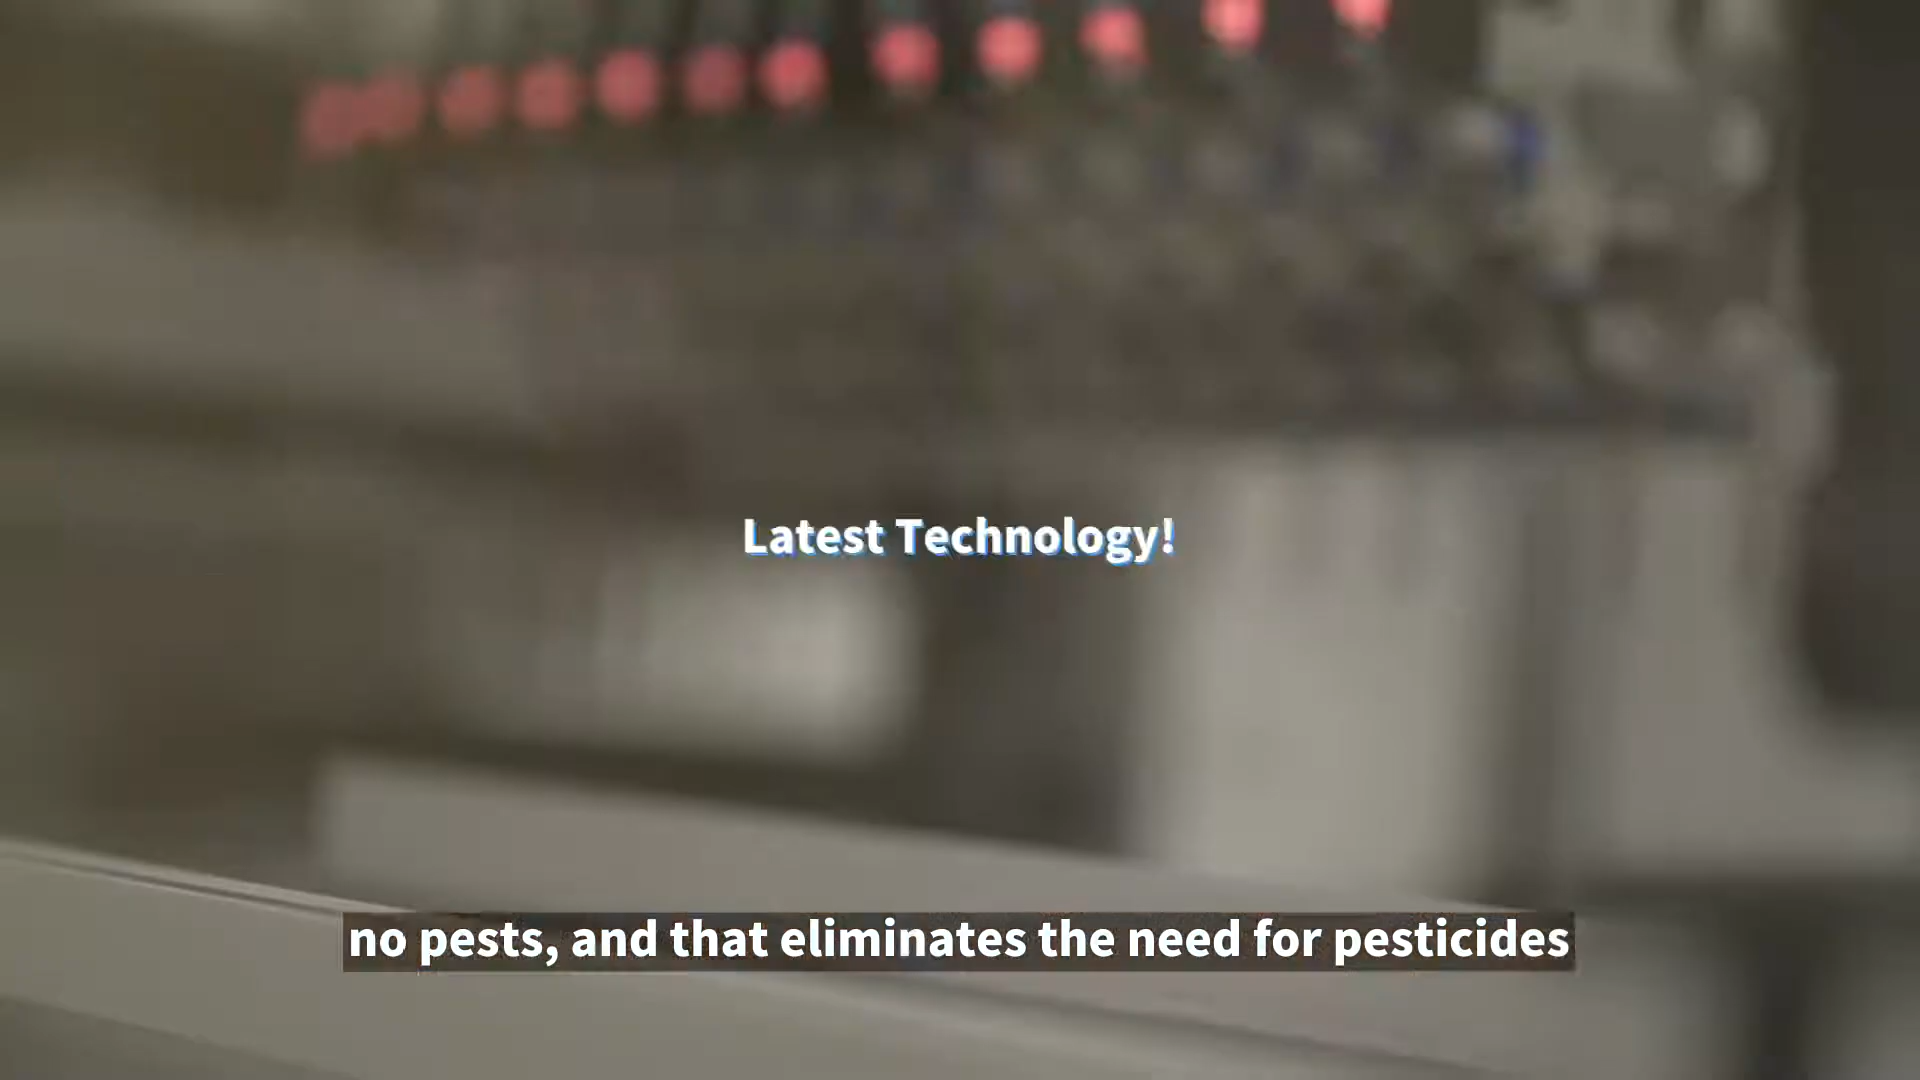 Latest Technology!
no pests, and that eliminates the need for pesticides